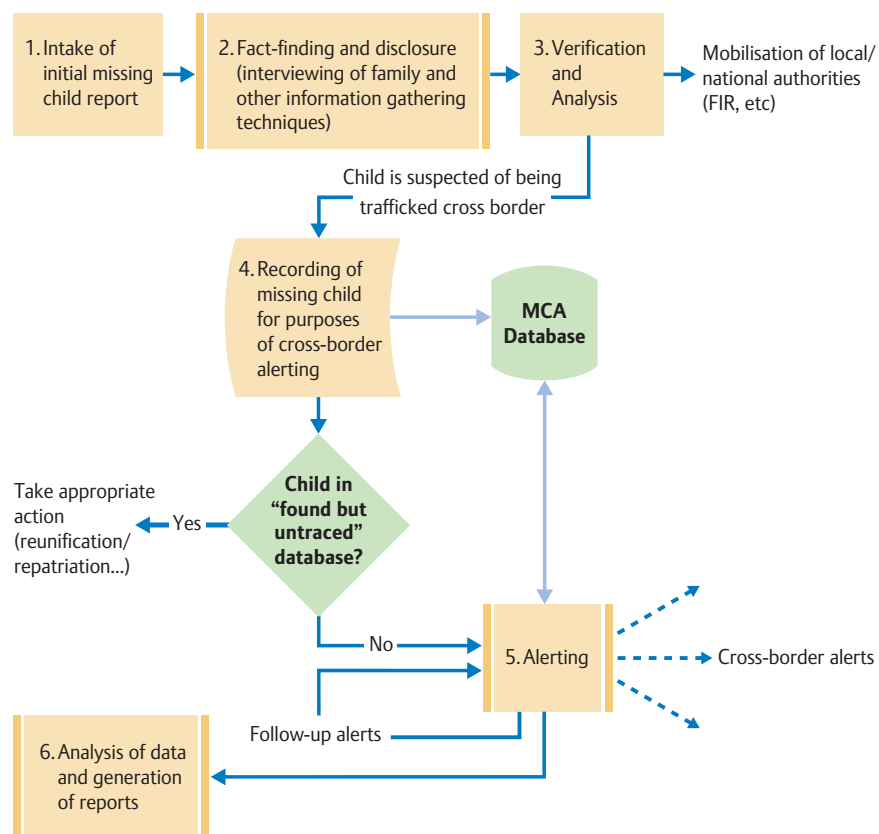 1. Intake of
initial missing
child report
2. Fact-finding and disclosure
(interviewing of family and
other information gathering
techniques)
3. Verification
and
Analysis
Mobilisation of local/
national authorities
(FIR, etc)
Child is suspected of being
trafficked cross border
4. Recording of
missing child
for purposes
of cross-border
alerting
MCA
Database
Child in
“found but
untraced”
database?
Yes
Take appropriate
action
(reunification/
repatriation...)
No
5. Alerting
Cross-border alerts
Follow-up alerts
6. Analysis of data
and generation
of reports